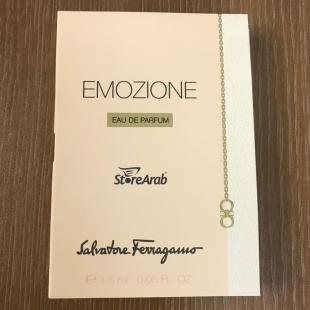 EMOZIONE
EAU DE PARFUM
StoreArab
Salvatore Ferragamo
℮ 1.5 ml 0.05 FL. OZ.